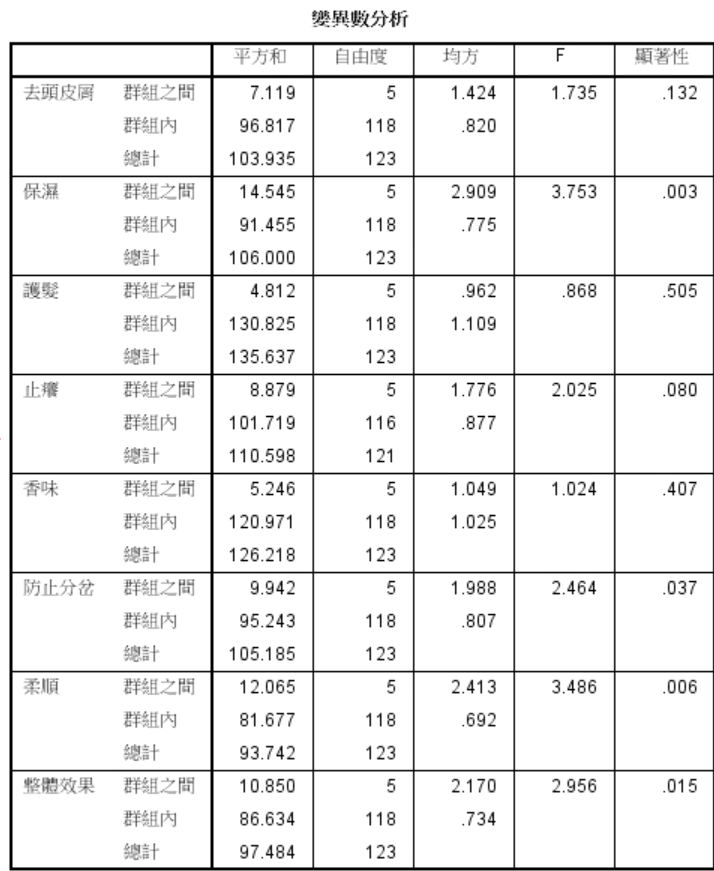 變異數分析
平方和 自由度 均方 F 顯著性
去頭皮屑 群組之間 7.119 5 1.424 1.735 .132
群組內 96.817 118 .820
總計 103.935 123
保濕 群組之間 14.545 5 2.909 3.753 .003
群組內 91.455 118 .775
總計 106.000 123
護髮 群組之間 4.812 5 .962 .868 .505
群組內 130.825 118 1.109
總計 135.637 123
止癢 群組之間 8.879 5 1.776 2.025 .080
群組內 101.719 116 .877
總計 110.598 121
香味 群組之間 5.246 5 1.049 1.024 .407
群組內 120.971 118 1.025
總計 126.218 123
防止分岔 群組之間 9.942 5 1.988 2.464 .037
群組內 95.243 118 .807
總計 105.185 123
柔順 群組之間 12.065 5 2.413 3.486 .006
群組內 81.677 118 .692
總計 93.742 123
整體效果 群組之間 10.850 5 2.170 2.956 .015
群組內 86.634 118 .734
總計 97.484 123